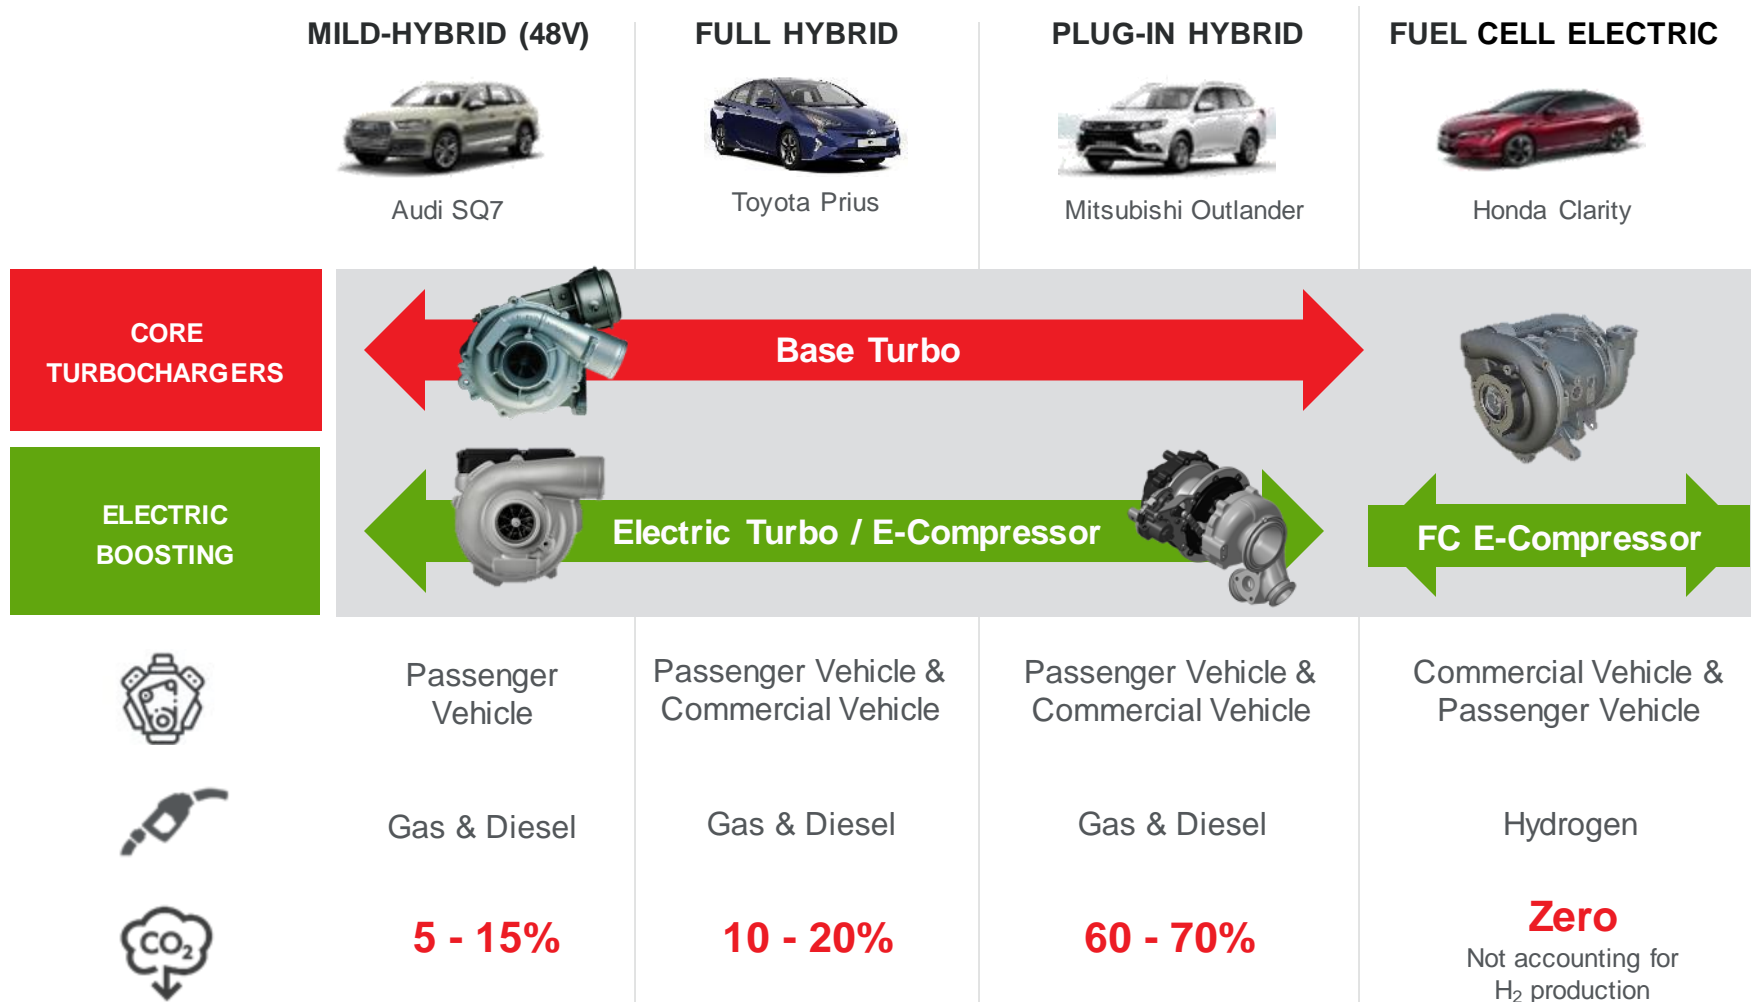 MILD-HYBRID (48V)
FULL HYBRID
PLUG-IN HYBRID
FUEL CELL ELECTRIC
Audi SQ7
Toyota Prius
Mitsubishi Outlander
Honda Clarity
CORE
TURBOCHARGERS
Base Turbo
ELECTRIC
BOOSTING
Electric Turbo / E-Compressor
FC E-Compressor
Passenger
Vehicle
Passenger Vehicle &
Commercial Vehicle
Passenger Vehicle &
Commercial Vehicle
Commercial Vehicle &
Passenger Vehicle
Gas & Diesel
Gas & Diesel
Gas & Diesel
Hydrogen
CO₂
5 - 15%
10 - 20%
60 - 70%
Zero
Not accounting for
H₂ production